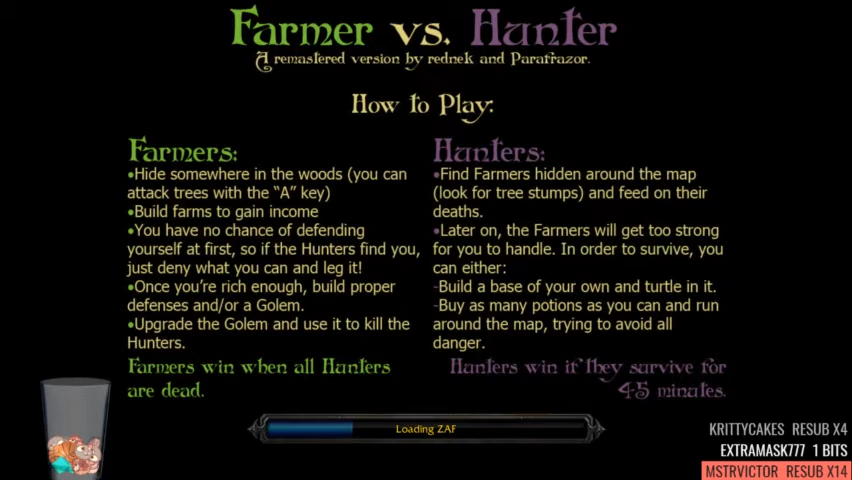 Farmer vs. Hunter
A remastered version by rednek and Parafrazor.
How to Play:
Farmers:
•Hide somewhere in the woods (you can
attack trees with the “A” key)
•Build farms to gain income
•You have no chance of defending
yourself at first, so if the Hunters find you,
just deny what you can and leg it!
•Once you're rich enough, build proper
defenses and/or a Golem.
•Upgrade the Golem and use it to kill the
Hunters.
Farmers win when all Hunters
are dead.
Hunters:
•Find Farmers hidden around the map
(look for tree stumps) and feed on their
deaths.
•Later on, the Farmers will get too strong
for you to handle. In order to survive, you
can either:
-Build a base of your own and turtle in it.
-Buy as many potions as you can and run
around the map, trying to avoid all
danger.
Hunters win if they survive for
45 minutes.
Loading ZAF
KRITTYCAKES RESUB X4
EXTRAMASK777 1 BITS
MSTRVICTOR RESUB X14